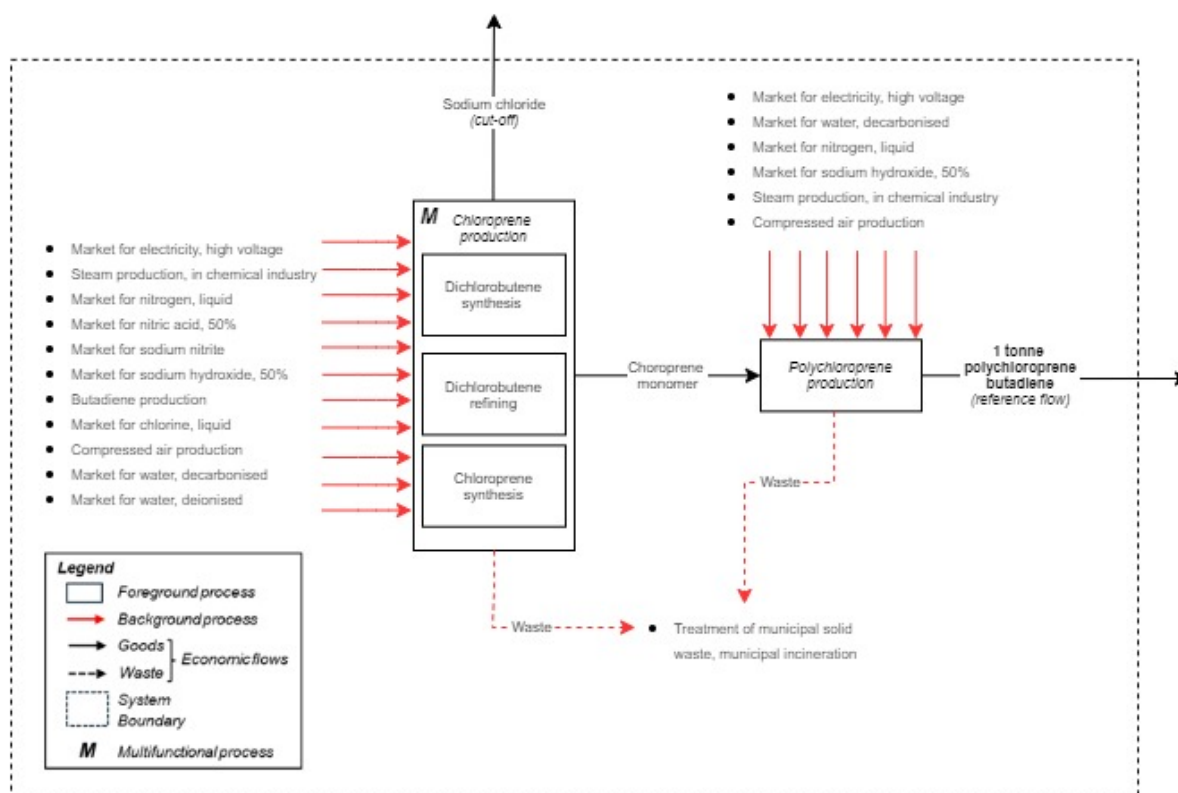 Sodium chloride
(cut-off)
• Market for electricity, high voltage
• Market for water, decarbonised
• Market for nitrogen, liquid
• Market for sodium hydroxide, 50%
• Steam production, in chemical industry
• Compressed air production
M Chloroprene
production
• Market for electricity, high voltage
• Steam production, in chemical industry
• Market for nitrogen, liquid
• Market for nitric acid, 50%
• Market for sodium nitrite
• Market for sodium hydroxide, 50%
• Butadiene production
• Market for chlorine, liquid
• Compressed air production
• Market for water, decarbonised
• Market for water, deionised
Dichlorobutene
synthesis
Dichlorobutene
refining
Chloroprene
synthesis
Choroprene
monomer
Polychloroprene
production
1 tonne
polychloroprene
butadiene
(reference flow)
Waste
Waste
• Treatment of municipal solid
waste, municipal incineration
Legend
Foreground process
Background process
Goods
Waste
Economic flows
System
Boundary
M Multifunctional process